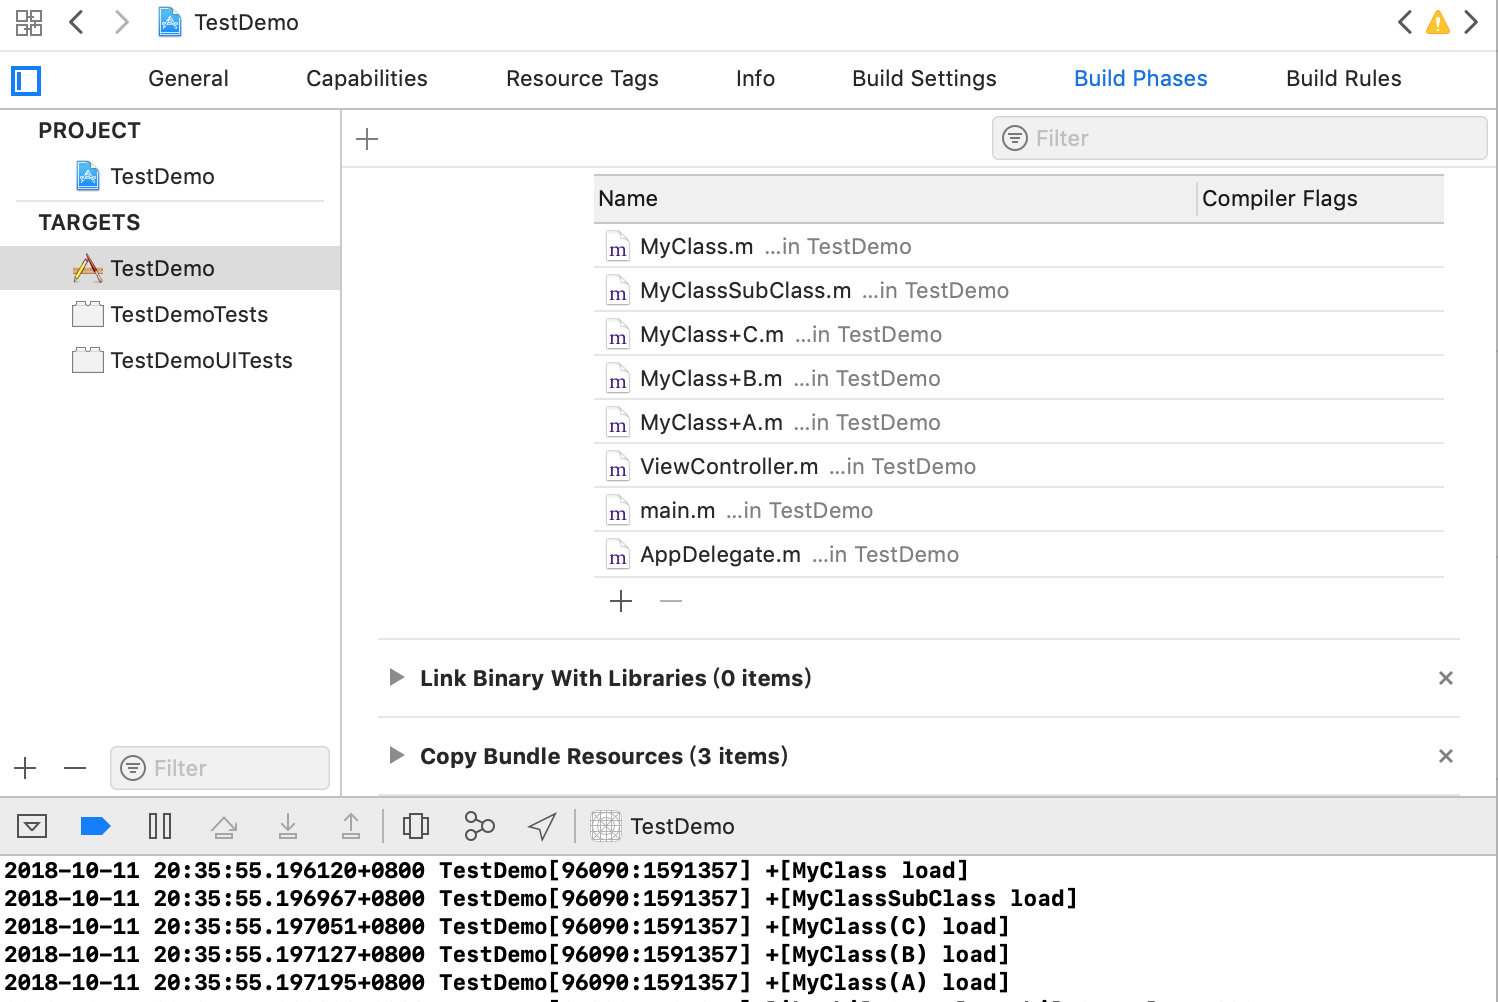 TestDemo
General Capabilities Resource Tags Info Build Settings Build Phases Build Rules
PROJECT
TestDemo
TARGETS
TestDemo
TestDemoTests
TestDemoUITests
Filter
Filter
Name Compiler Flags
m MyClass.m ...in TestDemo
m MyClassSubClass.m ...in TestDemo
m MyClass+C.m ...in TestDemo
m MyClass+B.m ...in TestDemo
m MyClass+A.m ...in TestDemo
m ViewController.m ...in TestDemo
m main.m ...in TestDemo
m AppDelegate.m ...in TestDemo
Link Binary With Libraries (0 items)
Copy Bundle Resources (3 items)
TestDemo
2018-10-11 20:35:55.196120+0800 TestDemo[96090:1591357] +[MyClass load]
2018-10-11 20:35:55.196967+0800 TestDemo[96090:1591357] +[MyClassSubClass load]
2018-10-11 20:35:55.197051+0800 TestDemo[96090:1591357] +[MyClass(C) load]
2018-10-11 20:35:55.197127+0800 TestDemo[96090:1591357] +[MyClass(B) load]
2018-10-11 20:35:55.197195+0800 TestDemo[96090:1591357] +[MyClass(A) load]